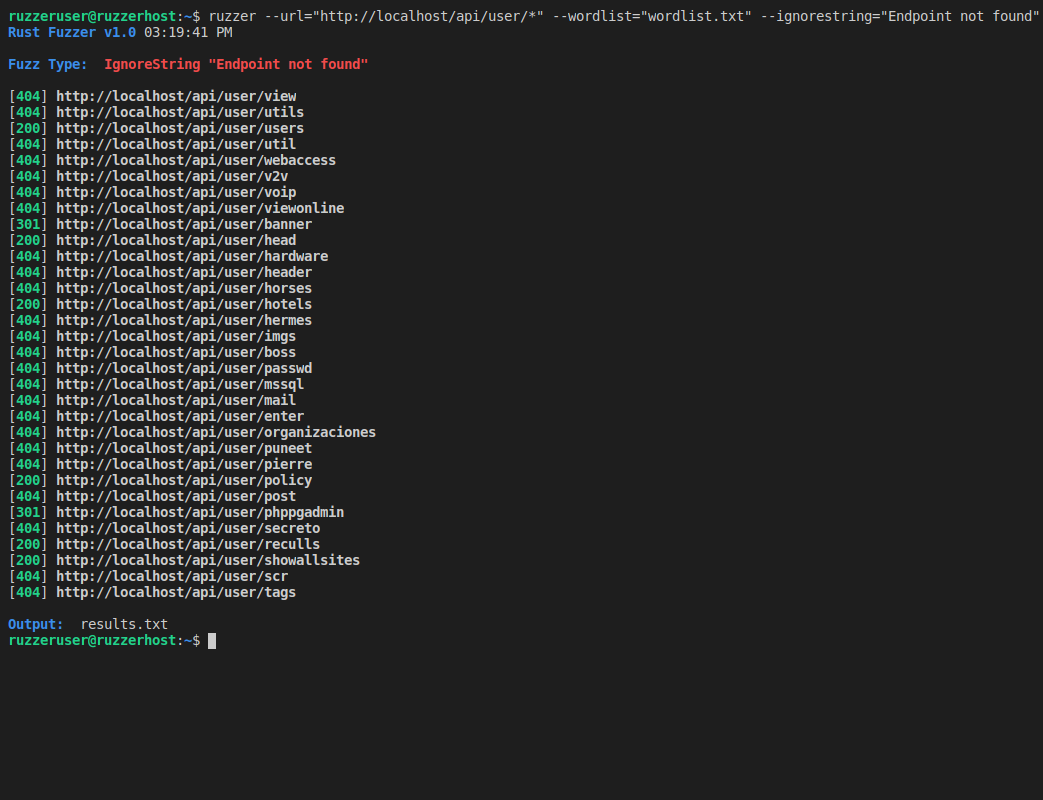 ruzzeruser@ruzzerhost:~$ ruzzer --url="http://localhost/api/user/*" --wordlist="wordlist.txt" --ignorestring="Endpoint not found"
Rust Fuzzer v1.0 03:19:41 PM
Fuzz Type:  IgnoreString "Endpoint not found"
[404] http://localhost/api/user/view
[404] http://localhost/api/user/utils
[200] http://localhost/api/user/users
[404] http://localhost/api/user/util
[404] http://localhost/api/user/webaccess
[404] http://localhost/api/user/v2v
[404] http://localhost/api/user/voip
[404] http://localhost/api/user/viewonline
[301] http://localhost/api/user/banner
[200] http://localhost/api/user/head
[404] http://localhost/api/user/hardware
[404] http://localhost/api/user/header
[404] http://localhost/api/user/horses
[200] http://localhost/api/user/hotels
[404] http://localhost/api/user/hermes
[404] http://localhost/api/user/imgs
[404] http://localhost/api/user/boss
[404] http://localhost/api/user/passwd
[404] http://localhost/api/user/mssql
[404] http://localhost/api/user/mail
[404] http://localhost/api/user/enter
[404] http://localhost/api/user/organizaciones
[404] http://localhost/api/user/puneet
[404] http://localhost/api/user/pierre
[200] http://localhost/api/user/policy
[404] http://localhost/api/user/post
[301] http://localhost/api/user/phppgadmin
[404] http://localhost/api/user/secreto
[200] http://localhost/api/user/reculls
[200] http://localhost/api/user/showallsites
[404] http://localhost/api/user/scr
[404] http://localhost/api/user/tags
Output:  results.txt
ruzzeruser@ruzzerhost:~$